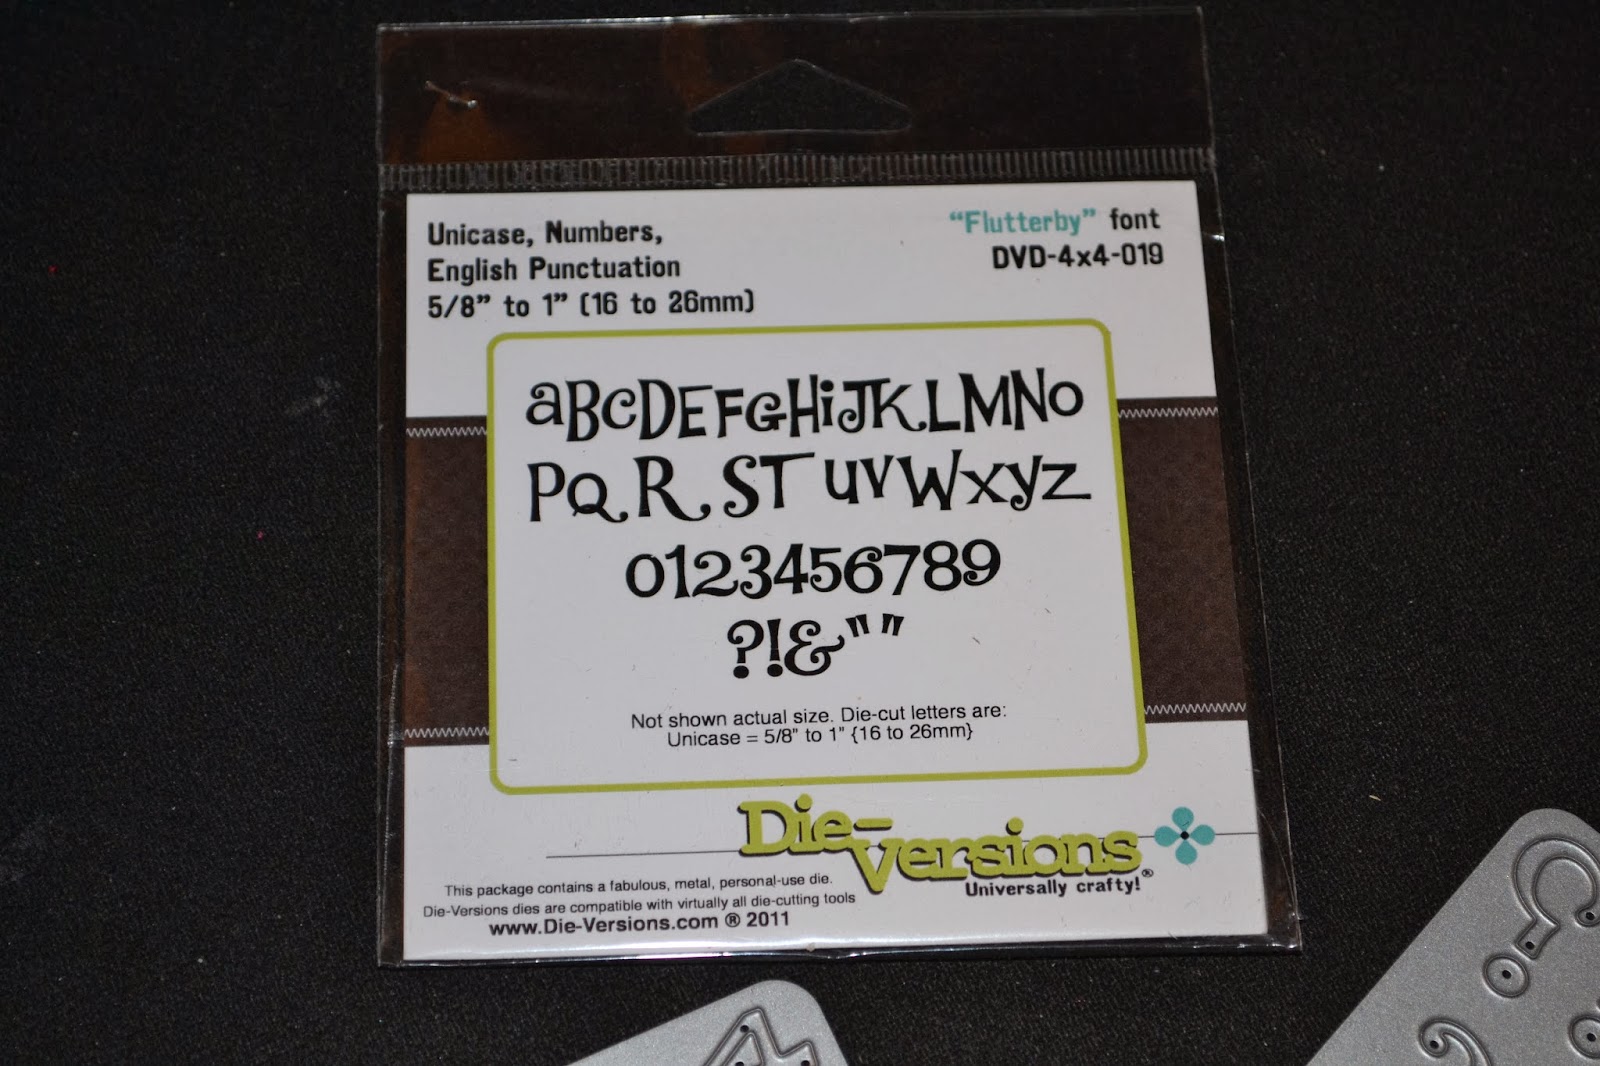 Unicase, Numbers,
English Punctuation
5/8” to 1” (16 to 26mm)
“Flutterby” font
DVD-4x4-019
aBcDEFGHiJKLMNo
PQRSTuvWxyz
0123456789
?!&""
Not shown actual size. Die-cut letters are:
Unicase = 5/8" to 1" {16 to 26mm}
Die-Versions
Universally crafty!®
This package contains a fabulous, metal, personal-use die.
Die-Versions dies are compatible with virtually all die-cutting tools
www.Die-Versions.com ® 2011